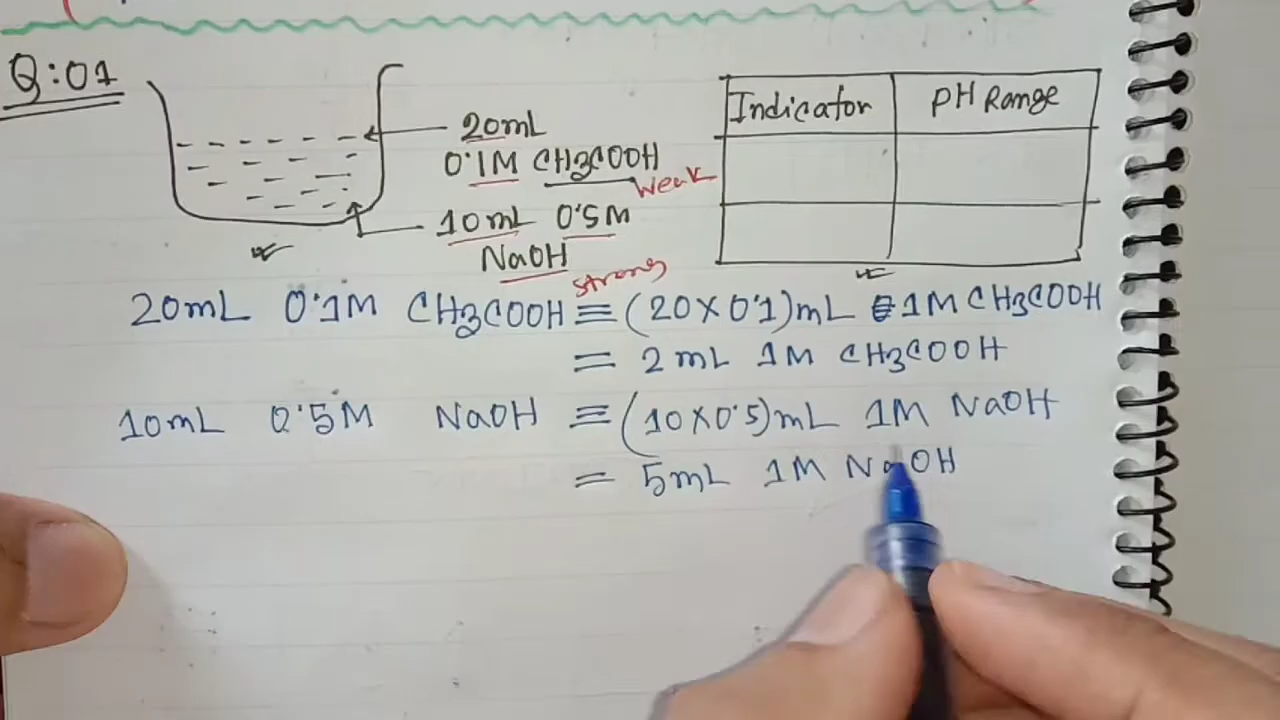 Q:01
20mL
0.1M CH3COOH
Weak
10mL 0.5M
NaOH
Strong
Indicator PH Range
20mL 0.1M CH3COOH ≡ (20×0.1)mL 1M CH3COOH
= 2mL 1M CH3COOH
10mL 0.5M NaOH ≡ (10×0.5)mL 1M NaOH
= 5mL 1M NaOH